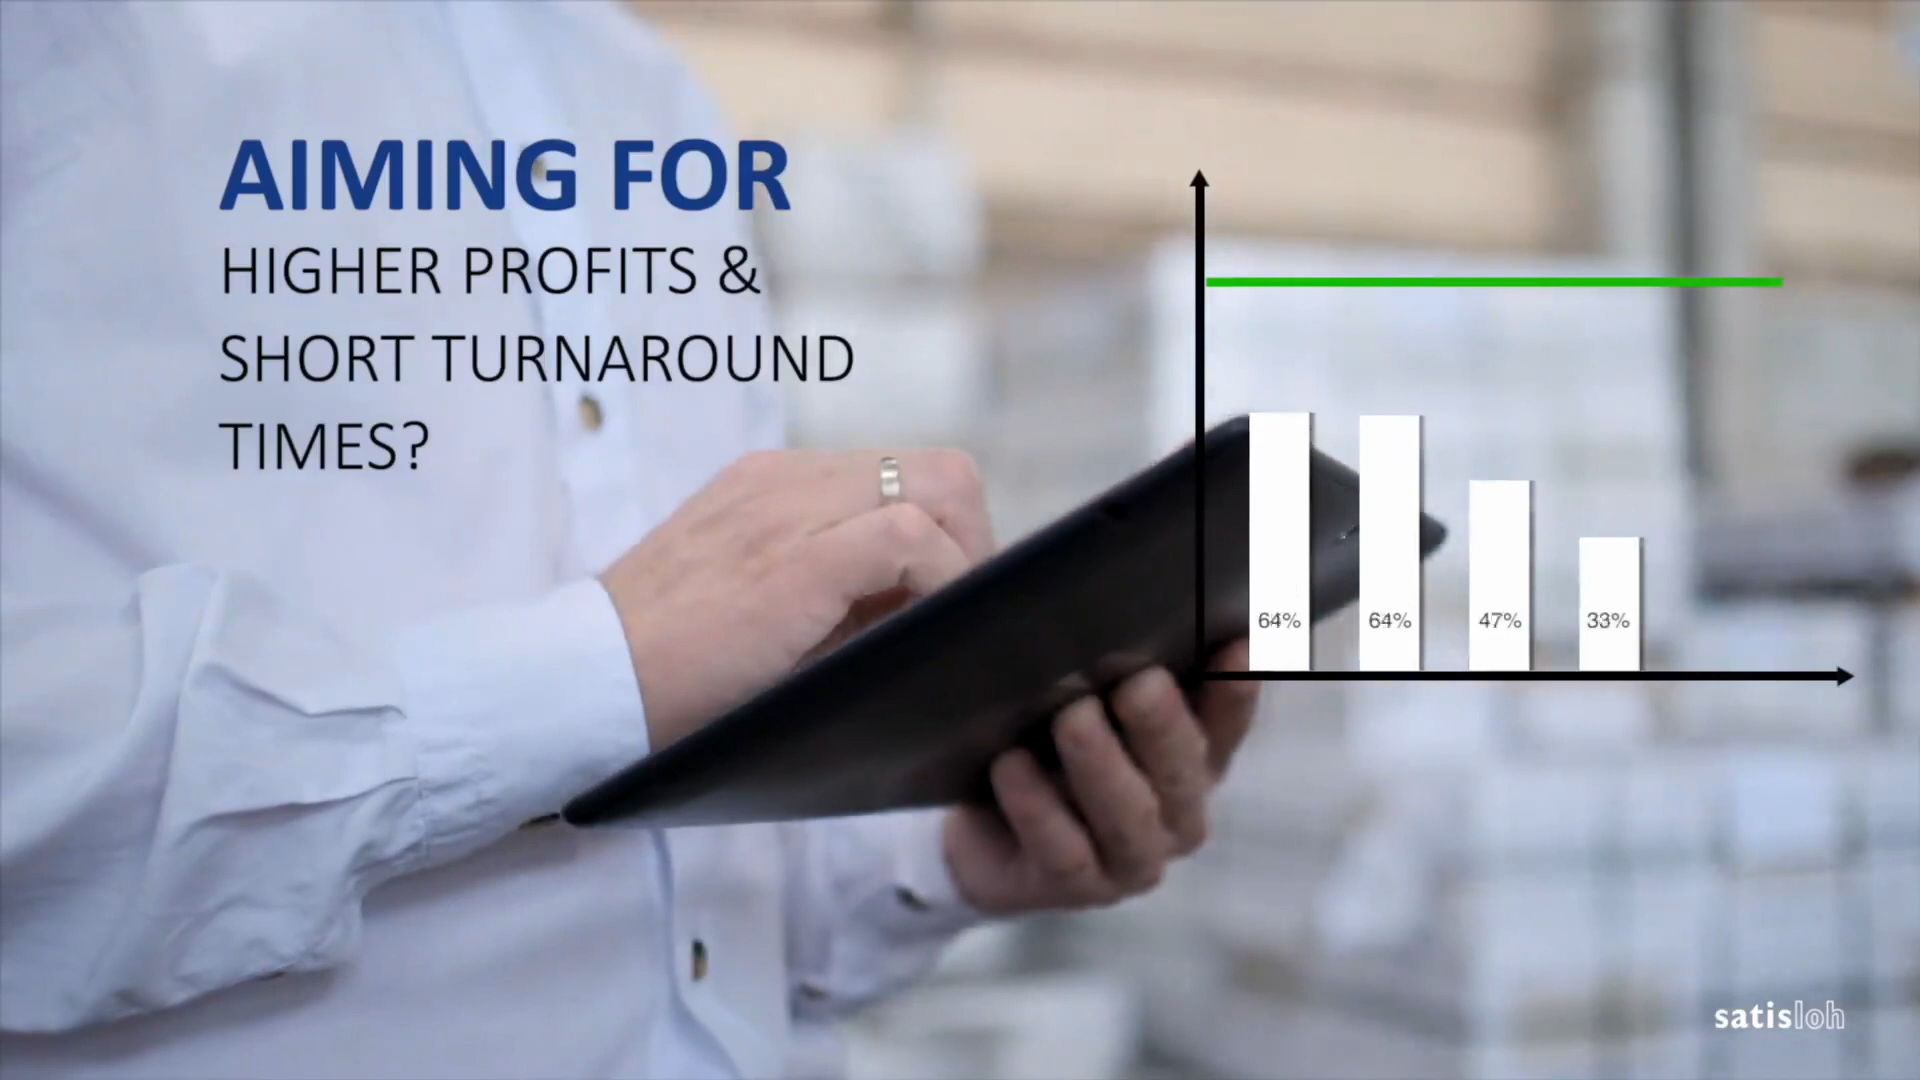 AIMING FOR
HIGHER PROFITS &
SHORT TURNAROUND
TIMES?
64% 64% 47% 33%
satisloh